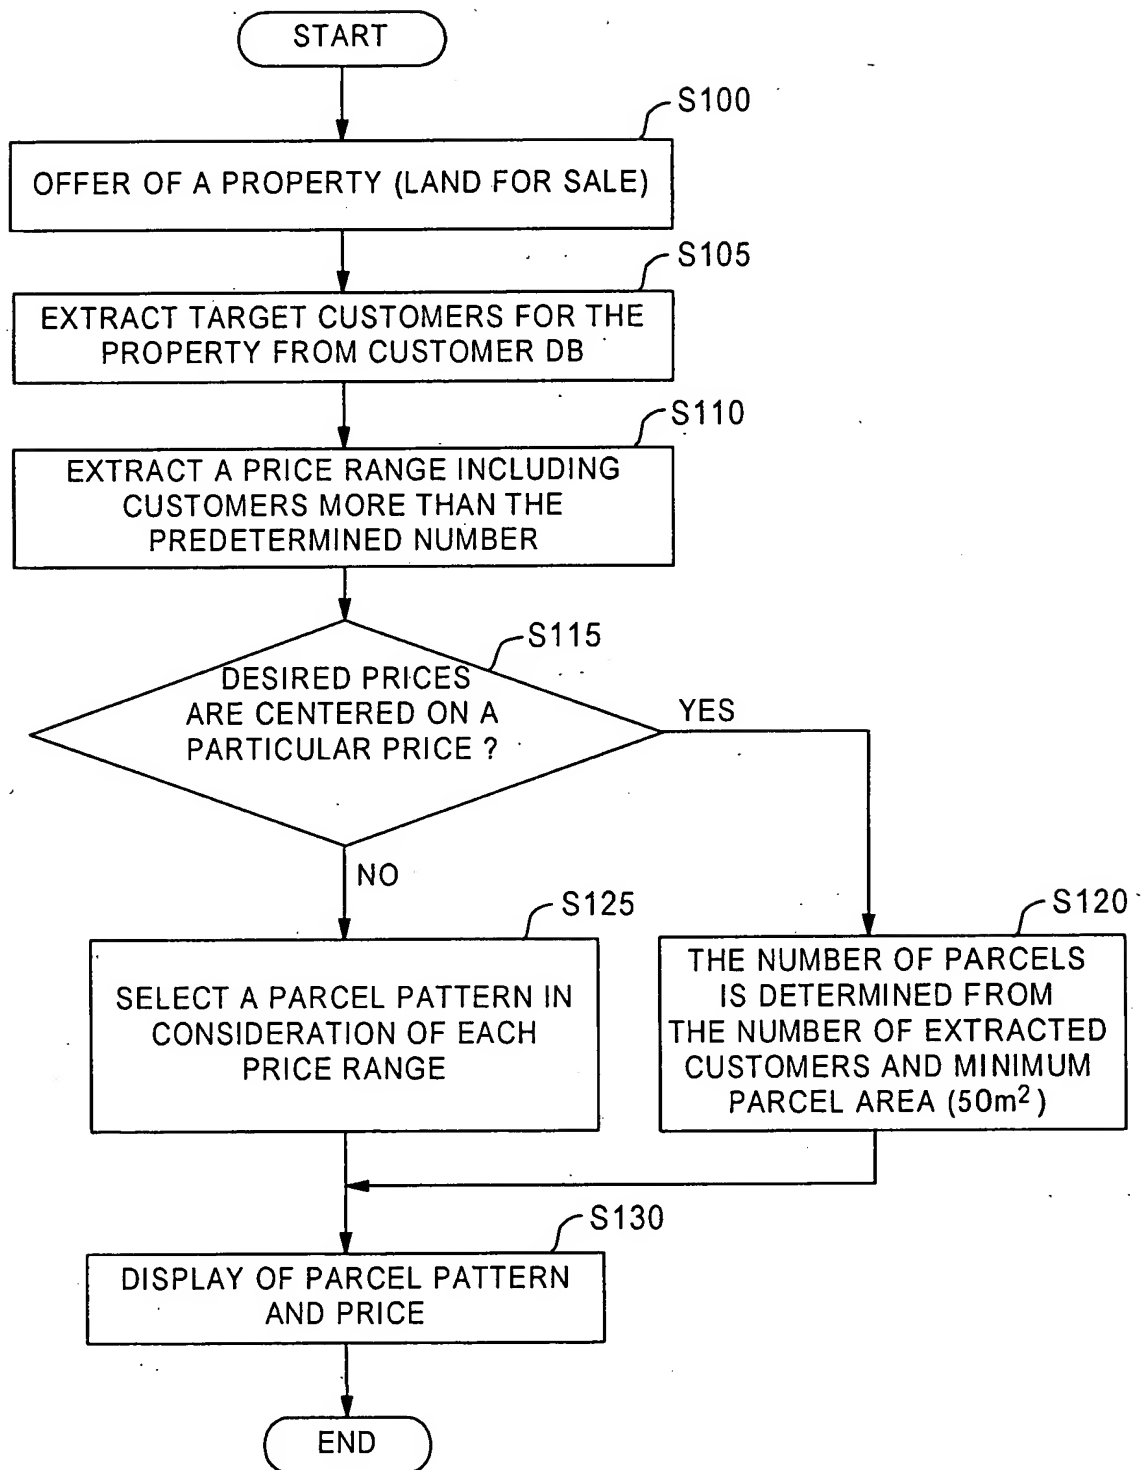 START
S100
OFFER OF A PROPERTY (LAND FOR SALE)
S105
EXTRACT TARGET CUSTOMERS FOR THE
PROPERTY FROM CUSTOMER DB
S110
EXTRACT A PRICE RANGE INCLUDING
CUSTOMERS MORE THAN THE
PREDETERMINED NUMBER
S115
DESIRED PRICES
ARE CENTERED ON A
PARTICULAR PRICE ?
YES
NO
S125
SELECT A PARCEL PATTERN IN
CONSIDERATION OF EACH
PRICE RANGE
S120
THE NUMBER OF PARCELS
IS DETERMINED FROM
THE NUMBER OF EXTRACTED
CUSTOMERS AND MINIMUM
PARCEL AREA (50m²)
S130
DISPLAY OF PARCEL PATTERN
AND PRICE
END